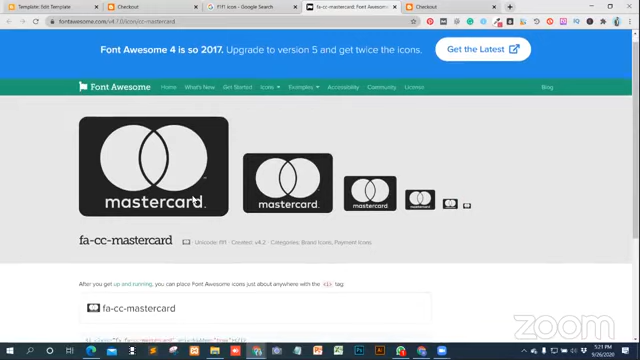 Template: Edit Template
Checkout
FI'FI icon - Google Search
fa-cc-mastercard: Font Awesome
Checkout
fontawesome.com/v4.7.0/icon/cc-mastercard
Font Awesome 4 is so 2017. Upgrade to version 5 and get twice the icons.
Get the Latest
Font Awesome
Home
What's New
Get Started
Icons
Examples
Accessibility
Community
License
Blog
mastercard.
mastercard.
mastercard.
fa-cc-mastercard
· Unicode: f1f1 · Created: v4.2 · Categories: Brand Icons, Payment Icons
After you get up and running, you can place Font Awesome icons just about anywhere with the <i> tag:
fa-cc-mastercard
zoom
5:21 PM
9/26/2020